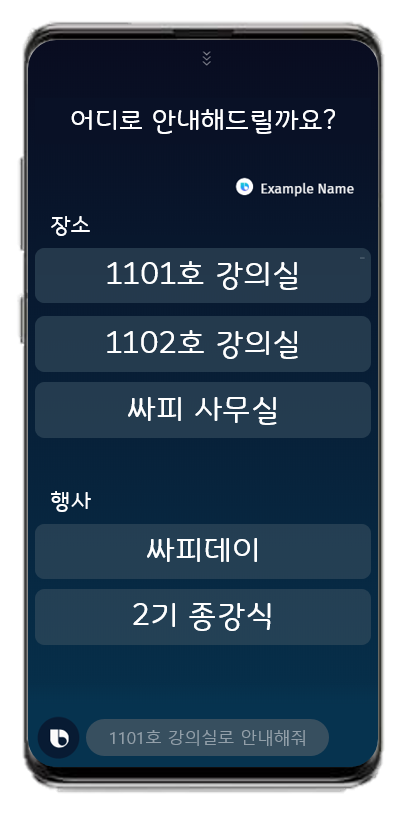 어디로 안내해드릴까요?
Example Name
장소
1101호 강의실
1102호 강의실
싸피 사무실
행사
싸피데이
2기 종강식
1101호 강의실로 안내해줘